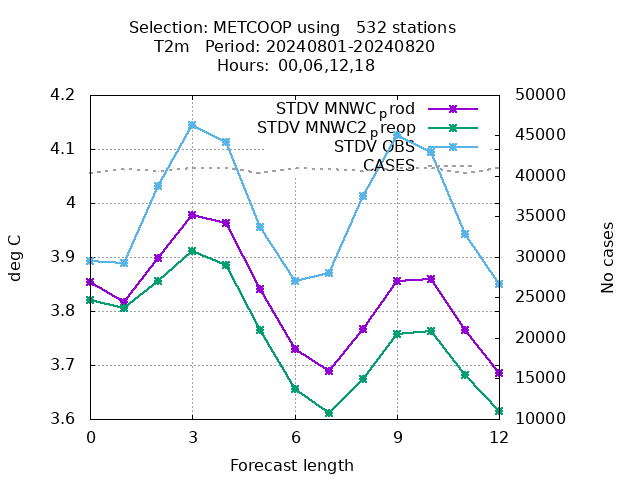 Selection: METCOOP using 532 stations
T2m Period: 20240801-20240820
Hours: 00,06,12,18
4.2
4.1
4
3.9
3.8
3.7
3.6
deg C
50000
45000
40000
35000
30000
25000
20000
15000
10000
No cases
STDV MNWCprod
STDV MNWC2preop
STDV OBS
CASES
0 3 6 9 12
Forecast length